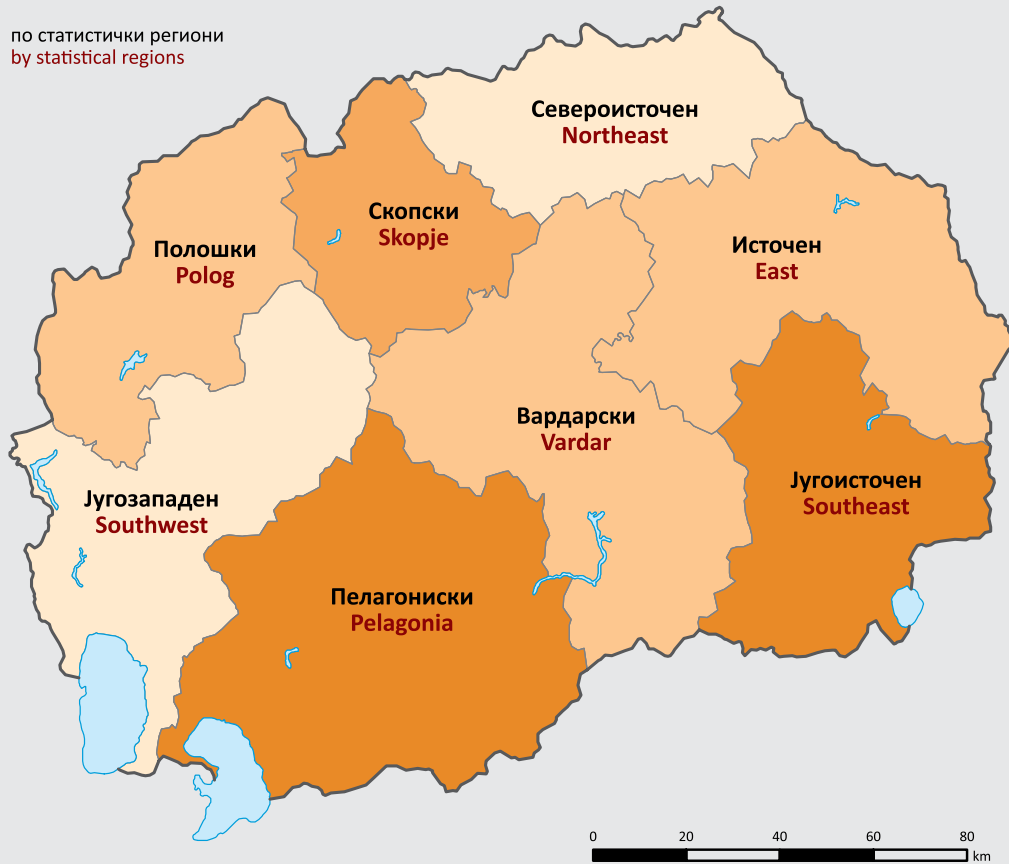 по статистички региони
by statistical regions
Североисточен
Northeast
Скопски
Skopje
Полошки
Polog
Источен
East
Вардарски
Vardar
Југозападен
Southwest
Југоисточен
Southeast
Пелагониски
Pelagonia
0 20 40 60 80
km